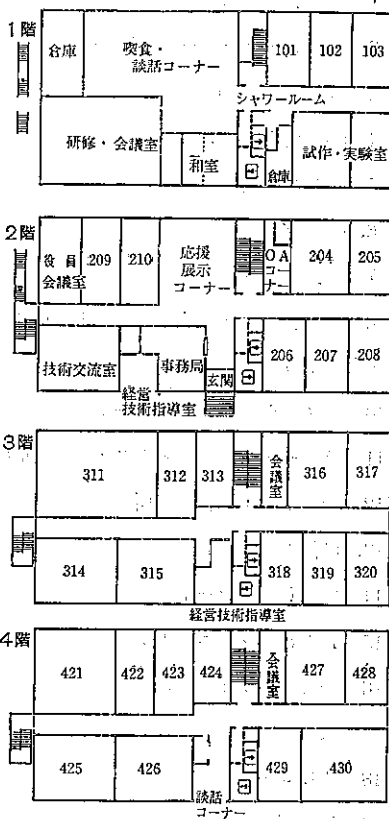 1階
倉庫
喫食・
談話コーナー
101
102
103
シャワールーム
研修・会議室
和室
倉庫
試作・実験室
2階
役員
会議室
209
210
応援
展示
コーナー
OA
コーナー
204
205
技術交流室
事務局
玄関
206
207
208
経営・
技術指導室
3階
311
312
313
会議室
316
317
314
315
318
319
320
経営技術指導室
4階
421
422
423
424
会議室
427
428
425
426
429
430
談話
コーナー